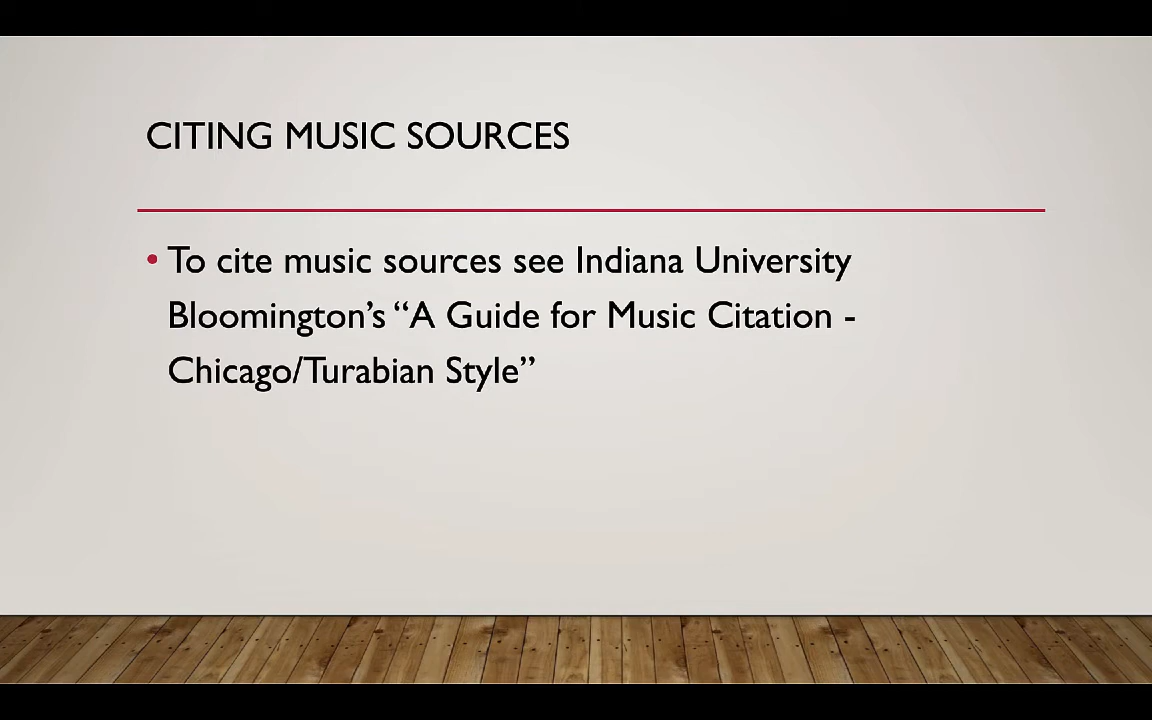 CITING MUSIC SOURCES
• To cite music sources see Indiana University
Bloomington’s “A Guide for Music Citation -
Chicago/Turabian Style”